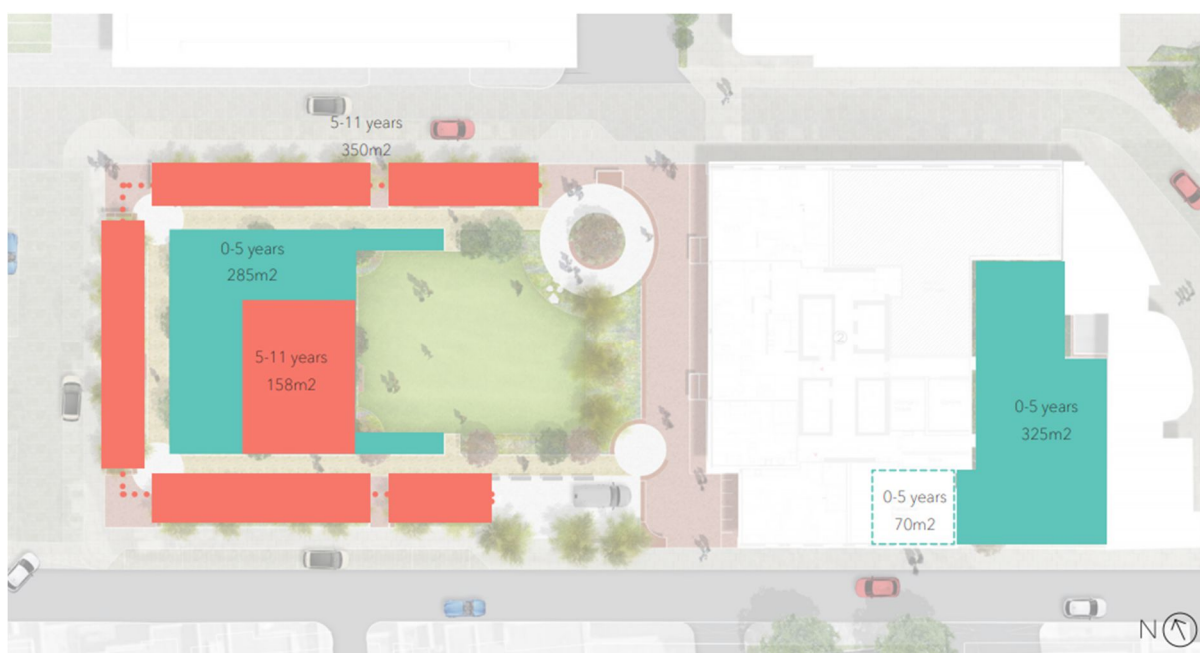 5-11 years
350m2
0-5 years
285m2
5-11 years
158m2
0-5 years
325m2
0-5 years
70m2
N